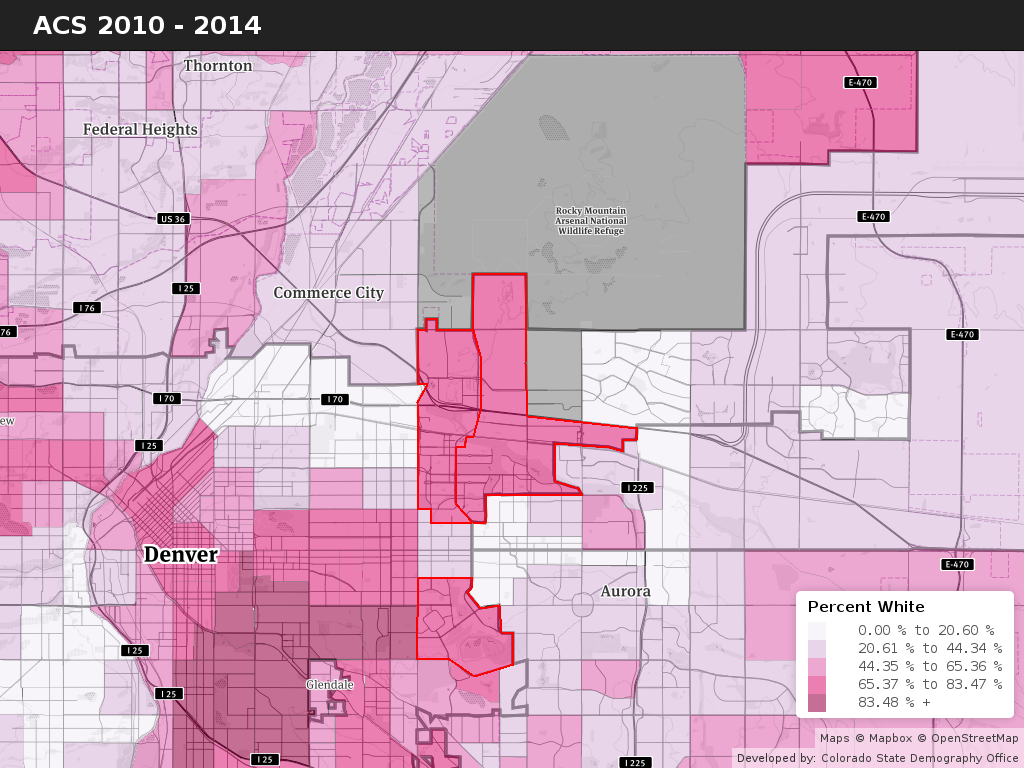 ACS 2010 - 2014
Thornton
E-470
Federal Heights
US 36
Rocky Mountain
Arsenal National
Wildlife Refuge
E-470
I 25
Commerce City
I 76
76
E-470
I 70
I 70
ew
I 25
I 225
Denver
E-470
Aurora
I 25
Glendale
I 25
I 25
I 225
Percent White
0.00 % to 20.60 %
20.61 % to 44.34 %
44.35 % to 65.36 %
65.37 % to 83.47 %
83.48 % +
Maps © Mapbox © OpenStreetMap
Developed by: Colorado State Demography Office